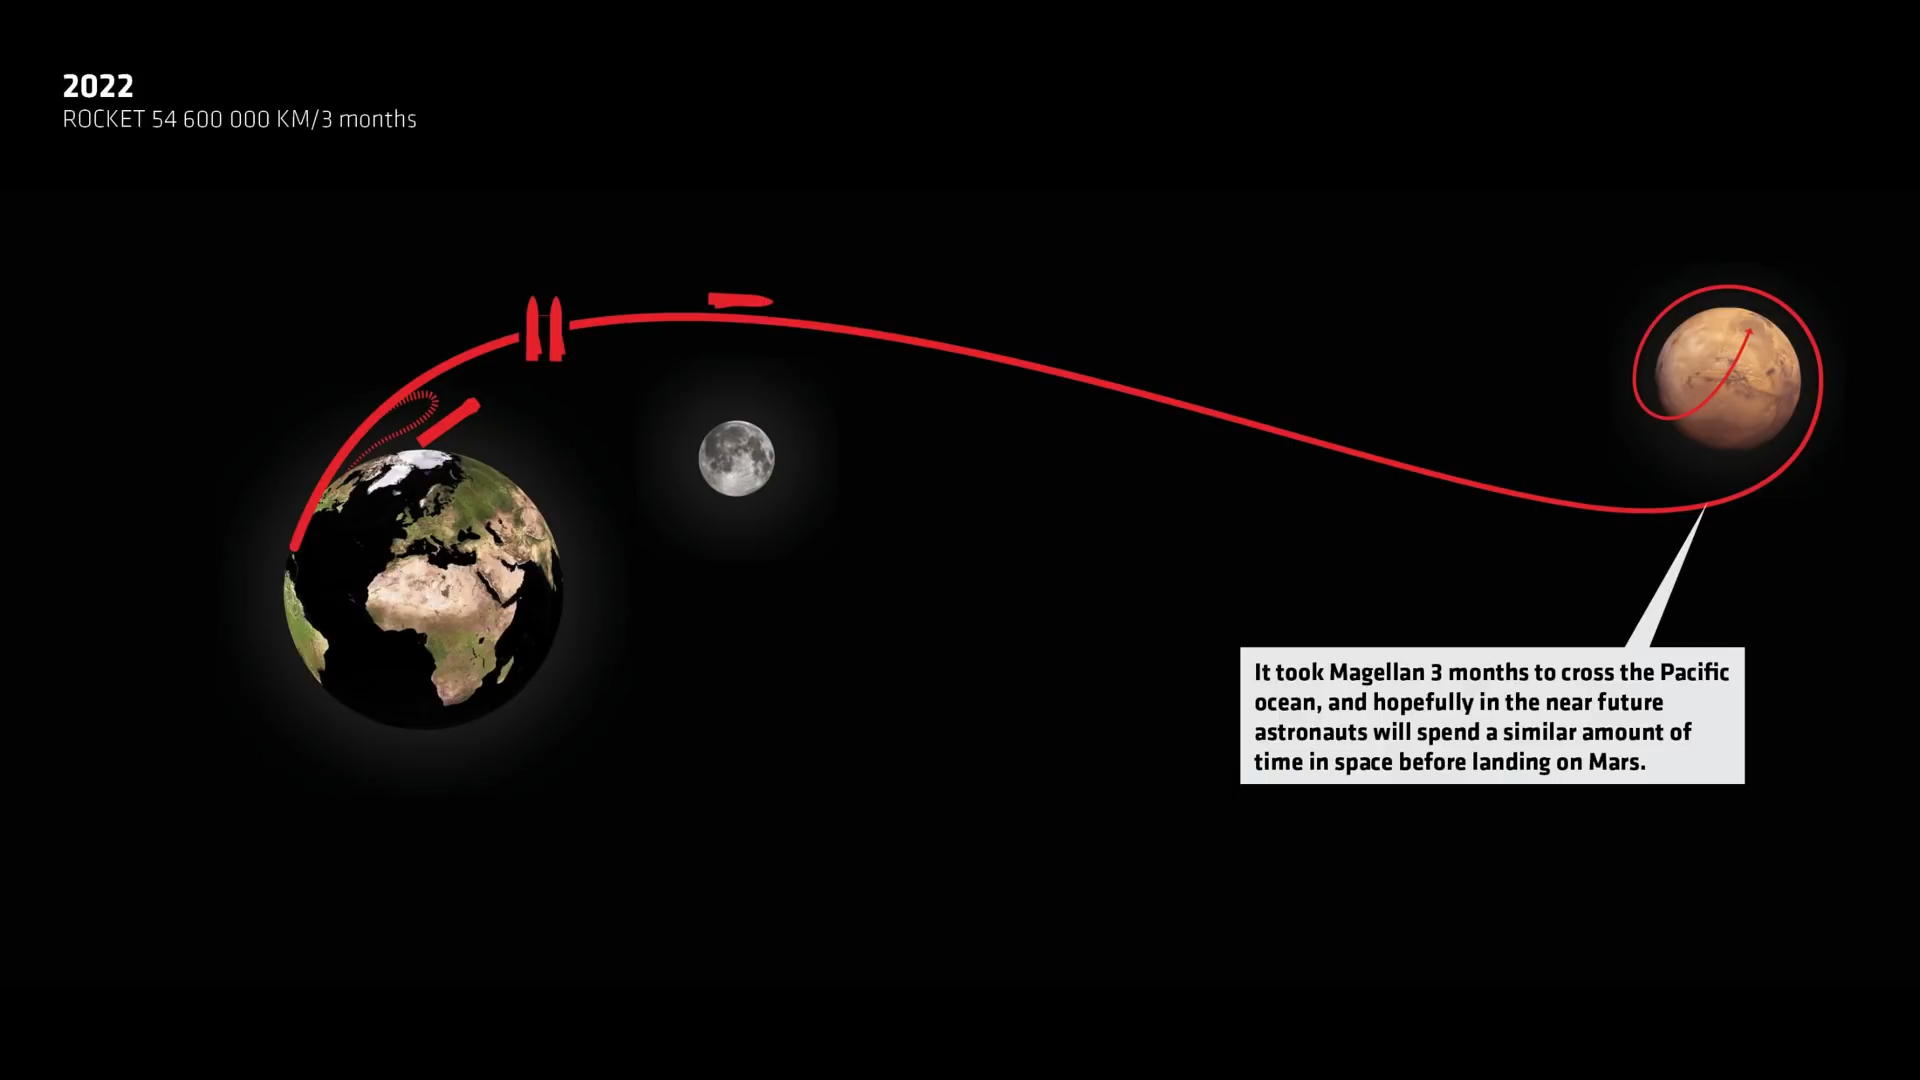 2022
ROCKET 54 600 000 KM/3 months
It took Magellan 3 months to cross the Pacific
ocean, and hopefully in the near future
astronauts will spend a similar amount of
time in space before landing on Mars.